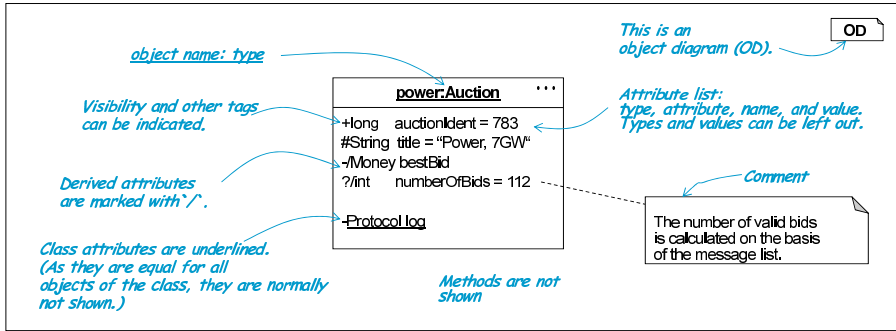 This is an
object diagram (OD).
OD
object name: type
power:Auction ...
Visibility and other tags
can be indicated.
Attribute list:
type, attribute, name, and value.
Types and values can be left out.
+long auctionIdent = 783
#String title = "Power, 7GW"
-/Money bestBid
?/int numberOfBids = 112
-Protocol log
Derived attributes
are marked with`/`.
Comment
The number of valid bids
is calculated on the basis
of the message list.
Class attributes are underlined.
(As they are equal for all
objects of the class, they are normally
not shown.)
Methods are not
shown